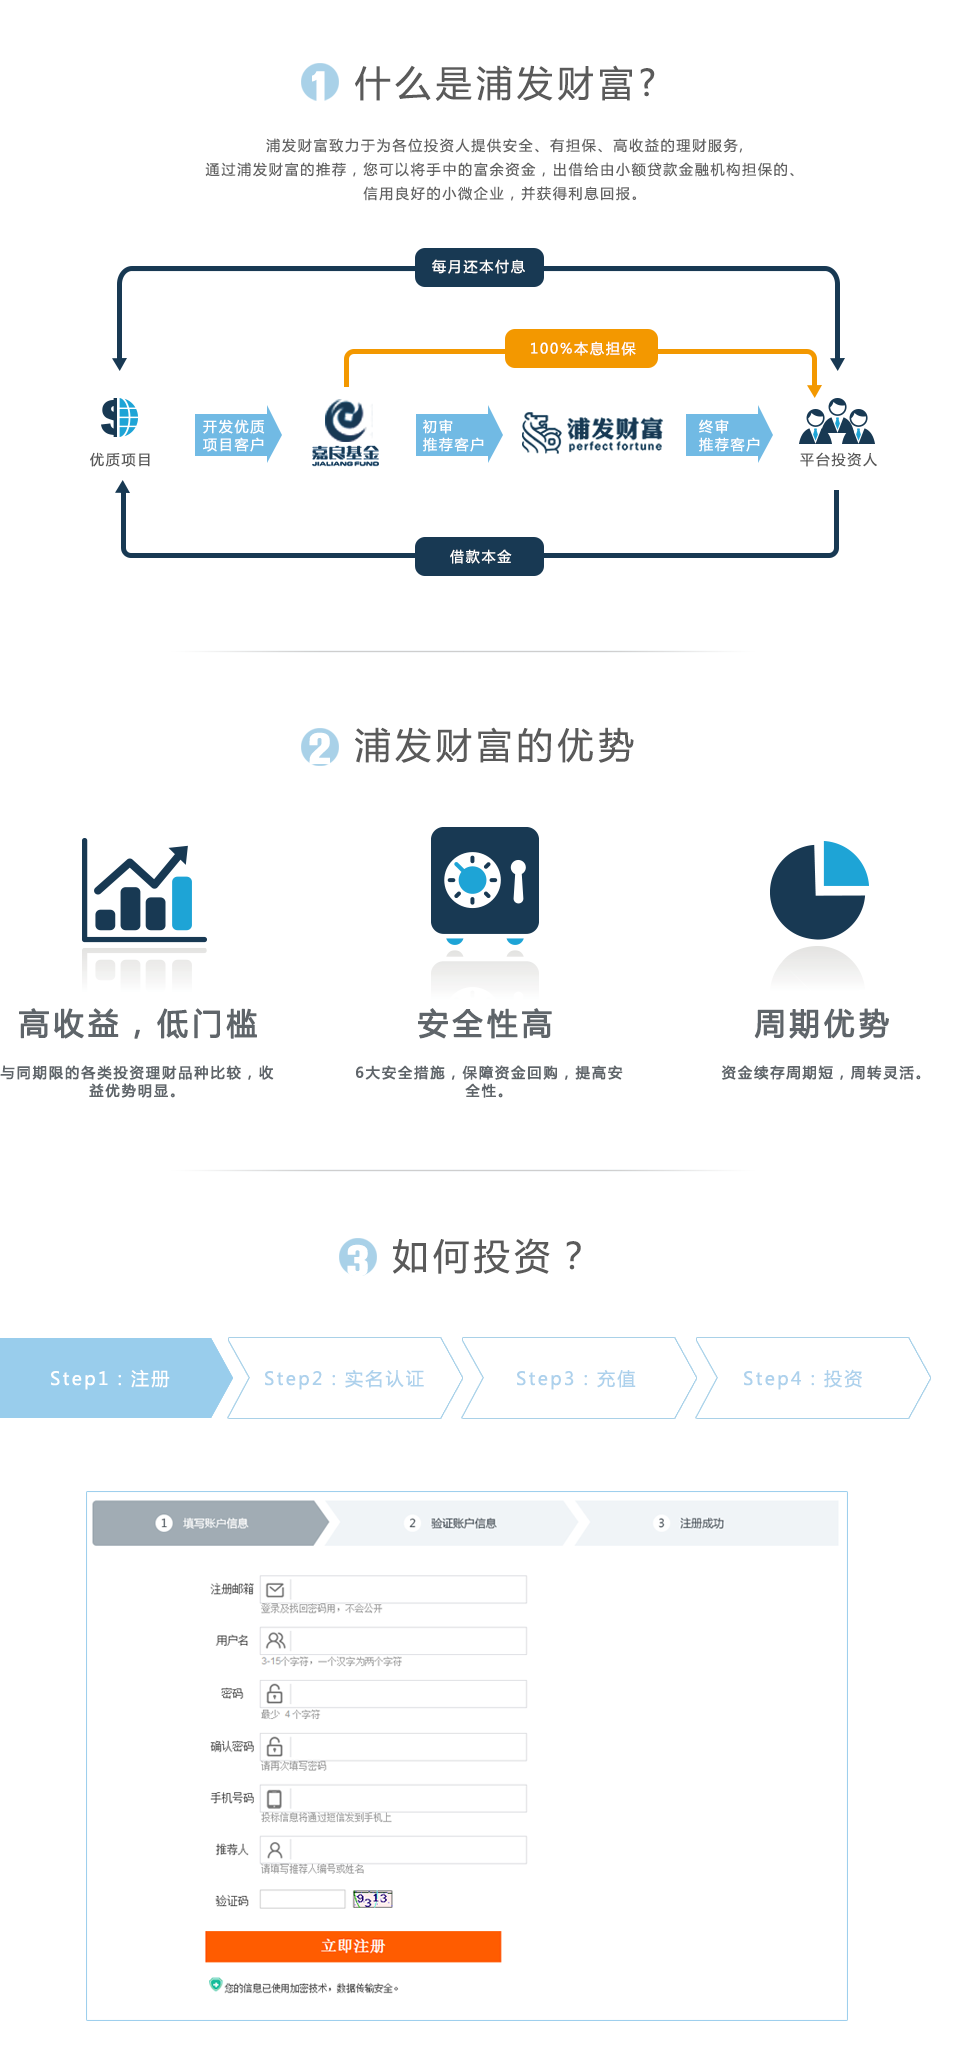 1 什么是浦发财富?
浦发财富致力于为各位投资人提供安全、有担保、高收益的理财服务,
通过浦发财富的推荐，您可以将手中的富余资金，出借给由小额贷款金融机构担保的、
信用良好的小微企业，并获得利息回报。
每月还本付息
100%本息担保
优质项目
开发优质
项目客户
嘉良基金
JIALIANG FUND
初审
推荐客户
浦发财富
perfect fortune
终审
推荐客户
平台投资人
借款本金
2 浦发财富的优势
高收益，低门槛
与同期限的各类投资理财品种比较，收
益优势明显。
安全性高
6大安全措施，保障资金回购，提高安
全性。
周期优势
资金续存周期短，周转灵活。
3 如何投资？
Step1：注册
Step2：实名认证
Step3：充值
Step4：投资
1 填写账户信息
2 验证账户信息
3 注册成功
注册邮箱
登录及找回密码用，不会公开
用户名
3-15个字符，一个汉字为两个字符
密码
最少 4个字符
确认密码
请再次填写密码
手机号码
投标信息将通过短信发到手机上
推荐人
请填写推荐人编号或姓名
验证码
9313
立即注册
您的信息已使用加密技术，数据传输安全。